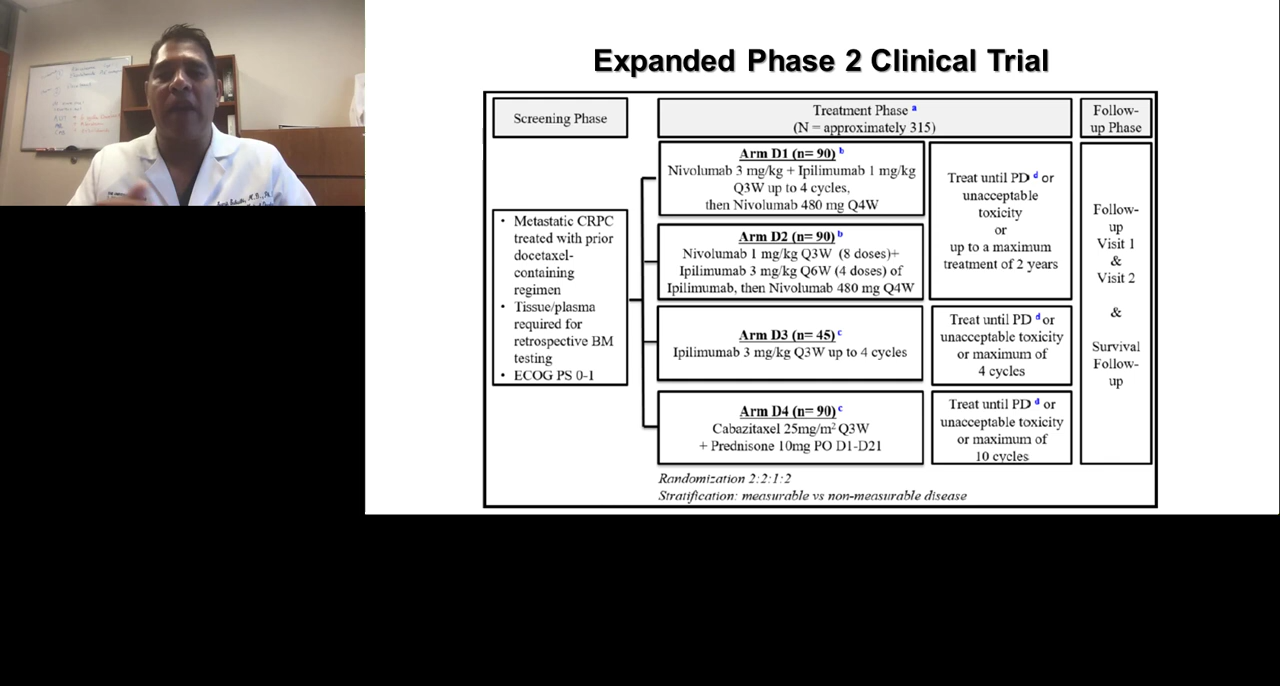 Expanded Phase 2 Clinical Trial
Screening Phase
Treatment Phase a
(N = approximately 315)
Follow-
up Phase
• Metastatic CRPC
treated with prior
docetaxel-
containing
regimen
• Tissue/plasma
required for
retrospective BM
testing
• ECOG PS 0-1
Arm D1 (n= 90) b
Nivolumab 3 mg/kg + Ipilimumab 1 mg/kg
Q3W up to 4 cycles,
then Nivolumab 480 mg Q4W
Arm D2 (n= 90) b
Nivolumab 1 mg/kg Q3W (8 doses)+
Ipilimumab 3 mg/kg Q6W (4 doses) of
Ipilimumab, then Nivolumab 480 mg Q4W
Treat until PD d or
unacceptable
toxicity
or
up to a maximum
treatment of 2 years
Arm D3 (n= 45) c
Ipilimumab 3 mg/kg Q3W up to 4 cycles
Treat until PD d or
unacceptable toxicity
or maximum of
4 cycles
Arm D4 (n= 90) c
Cabazitaxel 25mg/m2 Q3W
+ Prednisone 10mg PO D1-D21
Treat until PD d or
unacceptable toxicity
or maximum of
10 cycles
Follow-
up
Visit 1
&
Visit 2
&
Survival
Follow-
up
Randomization 2:2:1:2
Stratification: measurable vs non-measurable disease